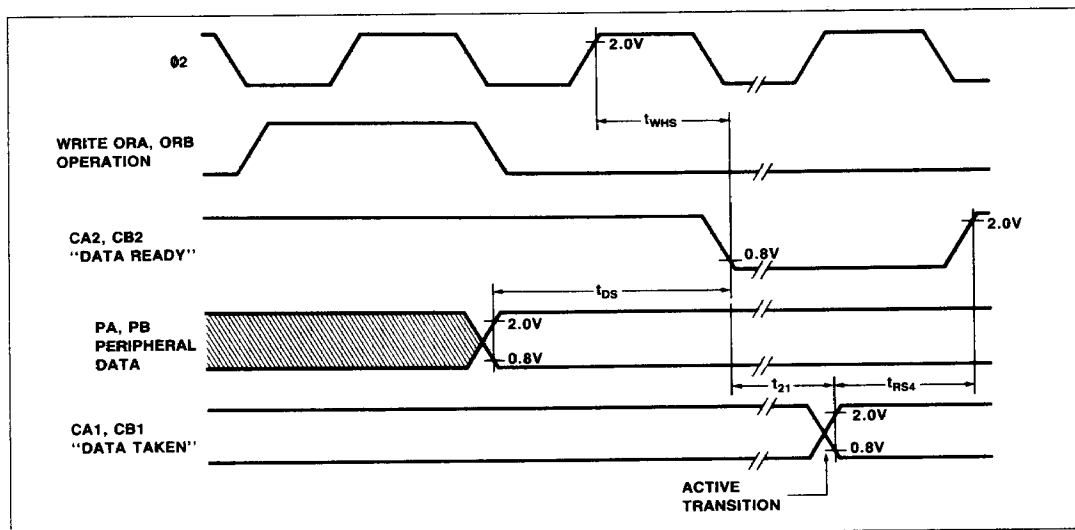 ϕ2
2.0V
tWHS
WRITE ORA, ORB
OPERATION
CA2, CB2
"DATA READY"
0.8V
2.0V
tDS
PA, PB
PERIPHERAL
DATA
2.0V
0.8V
t21
tRS4
CA1, CB1
"DATA TAKEN"
2.0V
0.8V
ACTIVE
TRANSITION